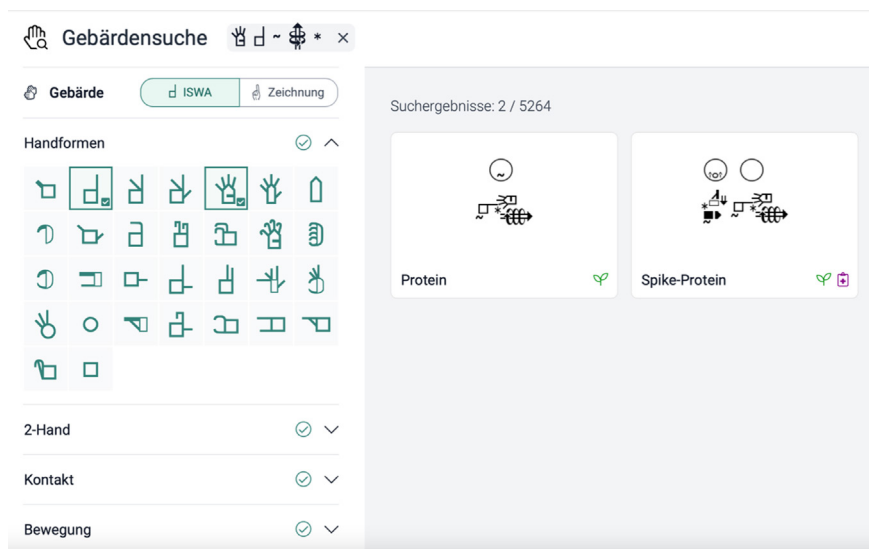 Gebärdensuche
Gebärde
ISWA
Zeichnung
Handformen
2-Hand
Kontakt
Bewegung
Suchergebnisse: 2 / 5264
Protein
Spike-Protein